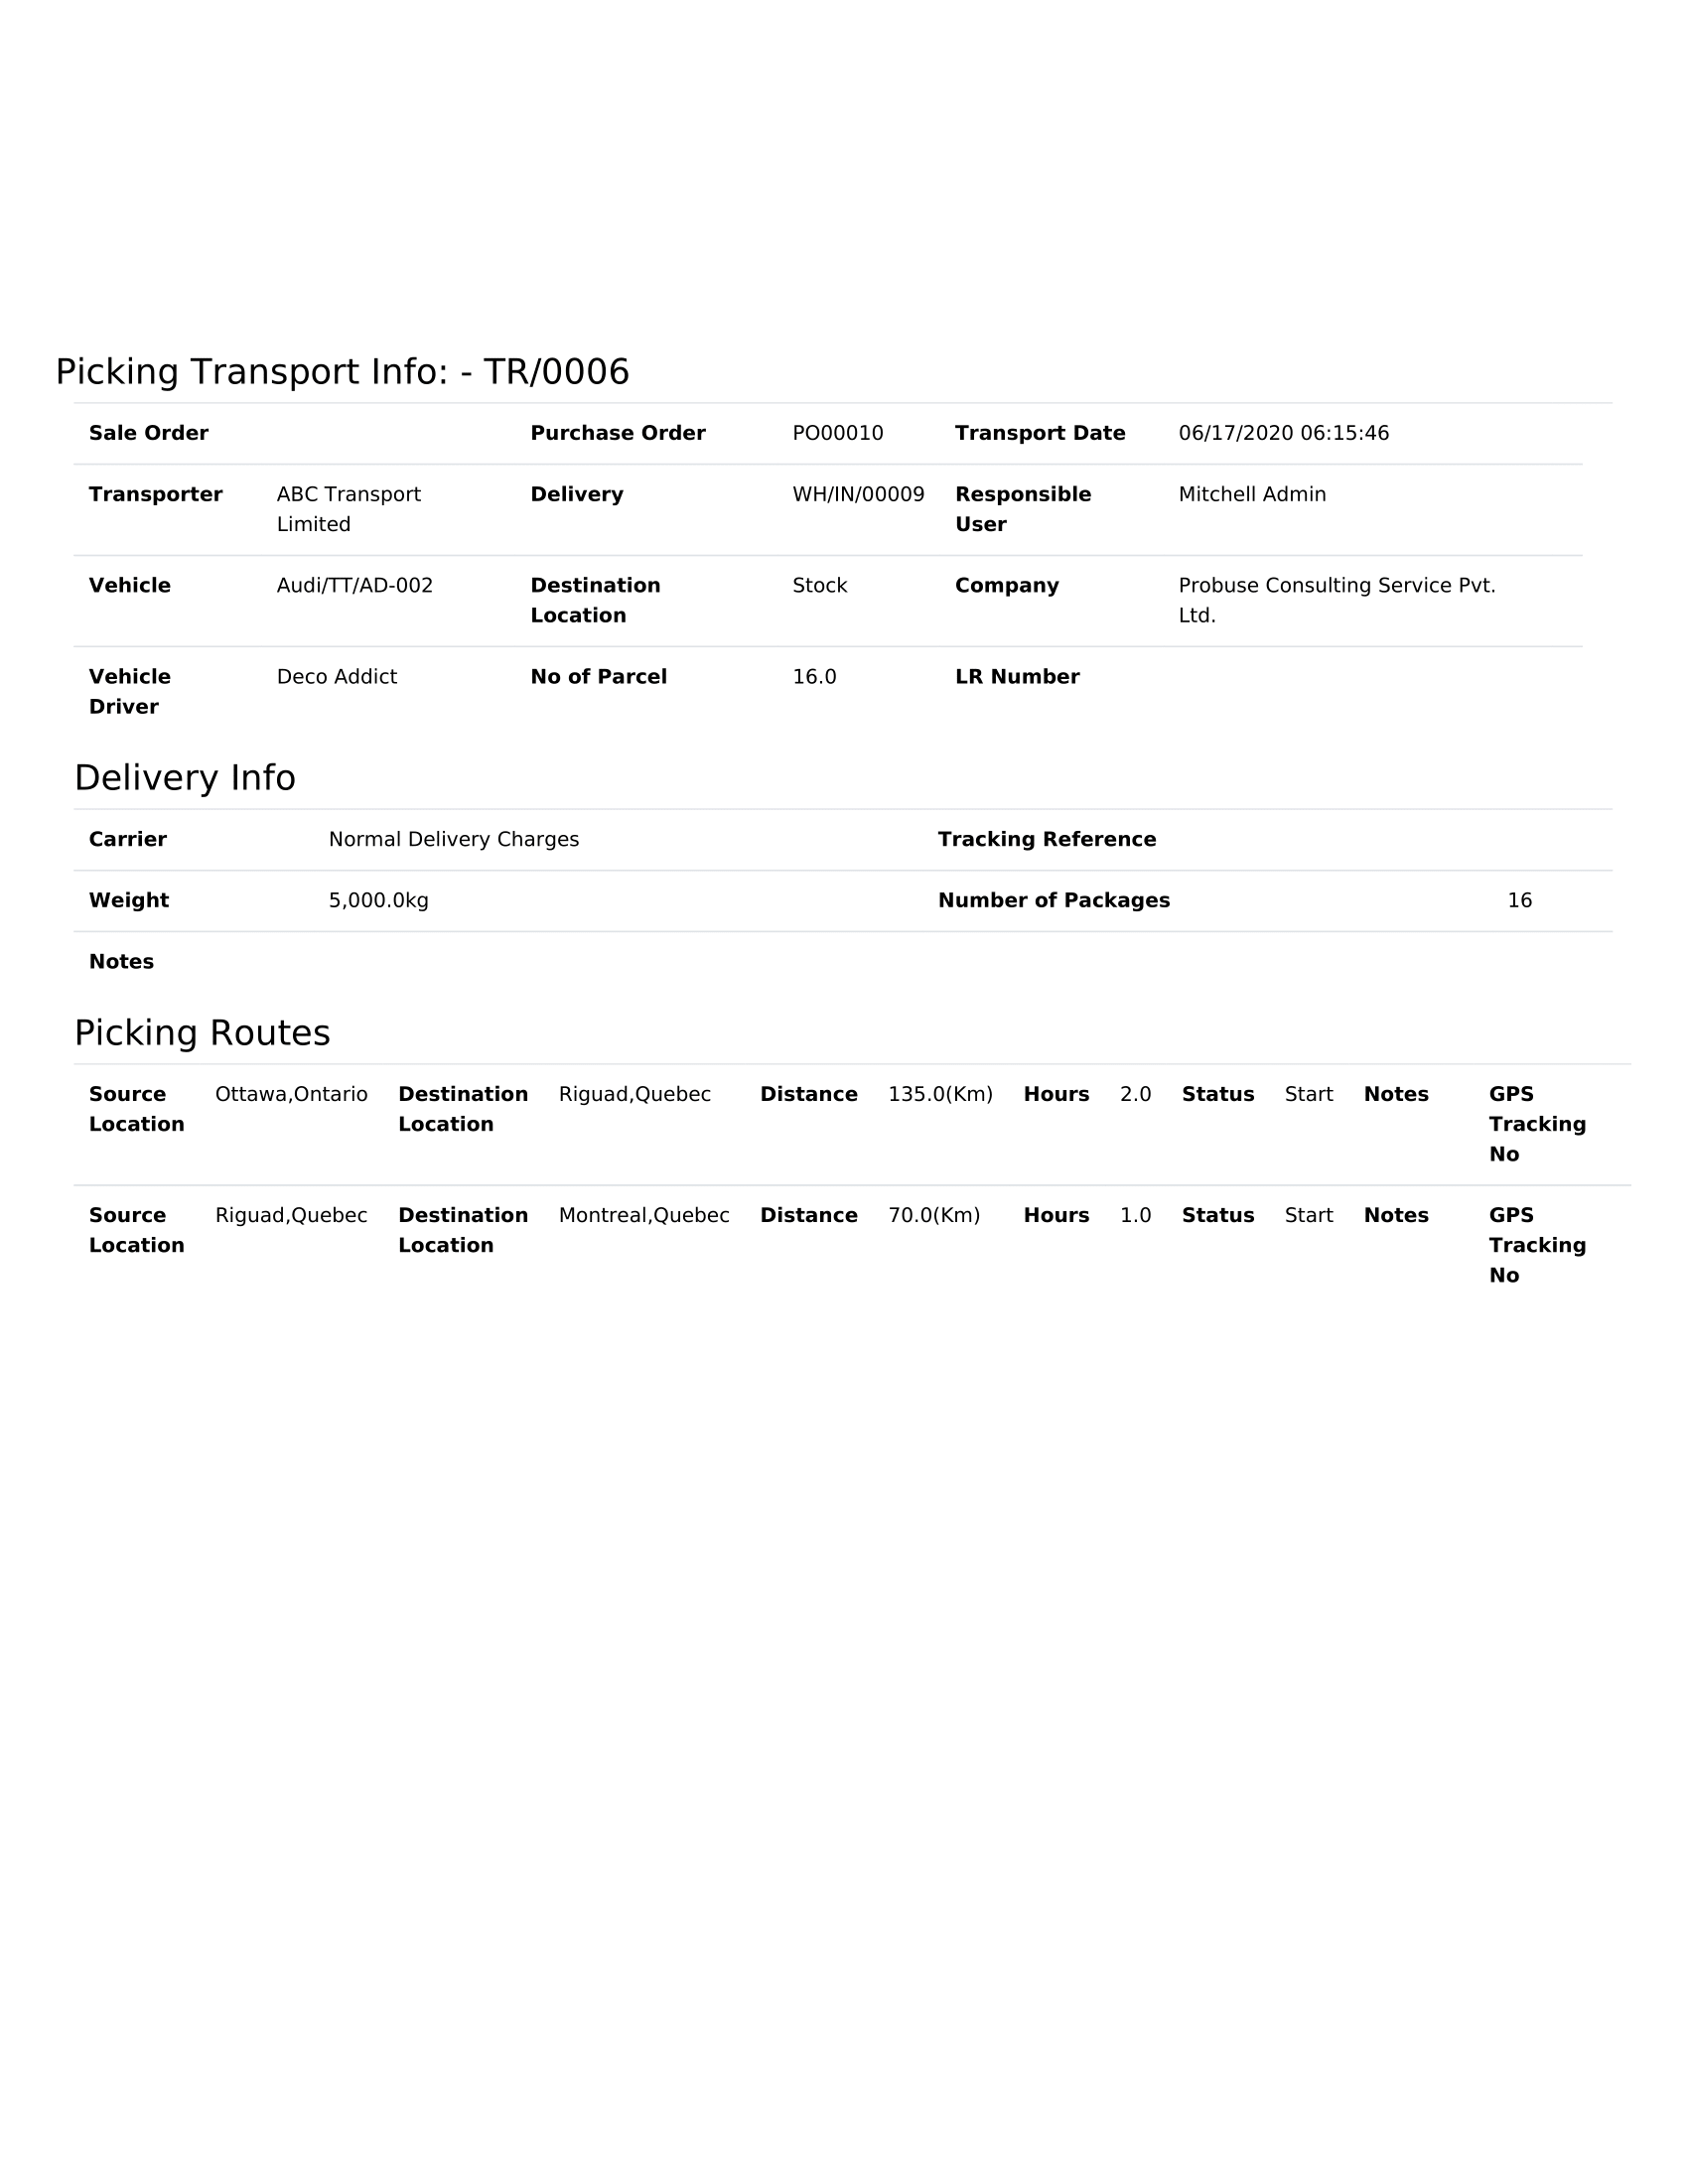 Picking Transport Info: - TR/0006
Sale Order Purchase Order PO00010 Transport Date 06/17/2020 06:15:46
Transporter ABC Transport Delivery WH/IN/00009 Responsible Mitchell Admin
Limited User
Vehicle Audi/TT/AD-002 Destination Stock Company Probuse Consulting Service Pvt.
Location Ltd.
Vehicle Deco Addict No of Parcel 16.0 LR Number
Driver
Delivery Info
Carrier Normal Delivery Charges Tracking Reference
Weight 5,000.0kg Number of Packages 16
Notes
Picking Routes
Source Ottawa,Ontario Destination Riguad,Quebec Distance 135.0(Km) Hours 2.0 Status Start Notes GPS
Location Location Tracking
No
Source Riguad,Quebec Destination Montreal,Quebec Distance 70.0(Km) Hours 1.0 Status Start Notes GPS
Location Location Tracking
No